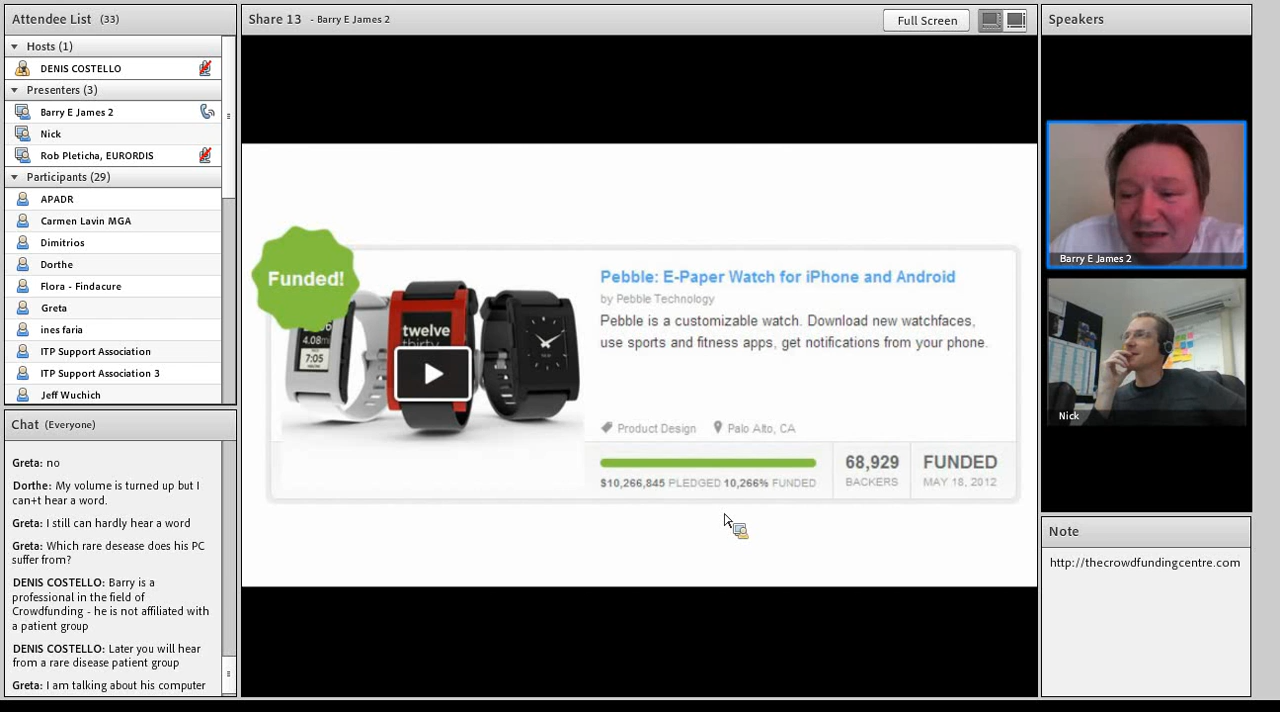 Attendee List (33)
Hosts (1)
DENIS COSTELLO
Presenters (3)
Barry E James 2
Nick
Rob Pleticha, EURORDIS
Participants (29)
APADR
Carmen Lavin MGA
Dimitrios
Dorthe
Flora - Findacure
Greta
ines faria
ITP Support Association
ITP Support Association 3
Jeff Wuchich
Chat (Everyone)
Greta: no
Dorthe: My volume is turned up but I
can+t hear a word.
Greta: I still can hardly hear a word
Greta: Which rare desease does his PC
suffer from?
DENIS COSTELLO: Barry is a
professional in the field of
Crowdfunding - he is not affiliated with
a patient group
DENIS COSTELLO: Later you will hear
from a rare disease patient group
Greta: I am talking about his computer
Share 13 - Barry E James 2
Full Screen
Funded!
4.08
7:05
twelve
thirty
Pebble: E-Paper Watch for iPhone and Android
by Pebble Technology
Pebble is a customizable watch. Download new watchfaces,
use sports and fitness apps, get notifications from your phone.
Product Design Palo Alto, CA
$10,266,845 PLEDGED 10,266% FUNDED
68,929
BACKERS
FUNDED
MAY 18, 2012
Speakers
Barry E James 2
Nick
Note
http://thecrowdfundingcentre.com